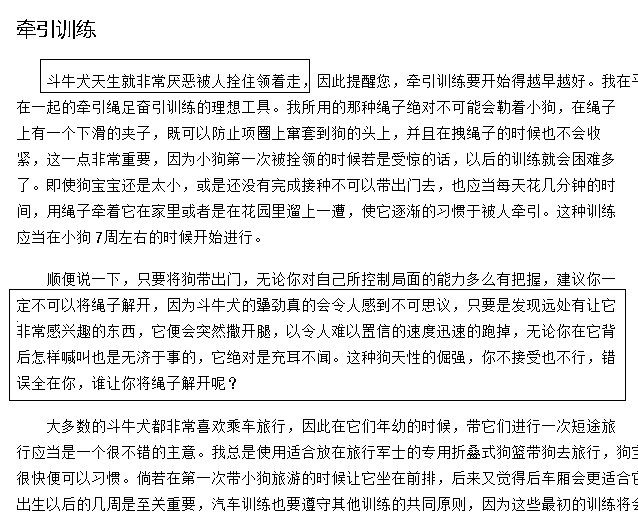 牵引训练
斗牛犬天生就非常厌恶被人拴住领着走，因此提醒您，牵引训练要开始得越早越好。我在平
在一起的牵引绳足奋引训练的理想工具。我所用的那种绳子绝对不可能会勒着小狗，在绳子
上有一个下滑的夹子，既可以防止项圈上窜套到狗的头上，并且在拽绳子的时候也不会收
紧，这一点非常重要，因为小狗第一次被拴领的时候若是受惊的话，以后的训练就会困难多
了。即使狗宝宝还是太小，或是还没有完成接种不可以带出门去，也应当每天花几分钟的时
间，用绳子牵着它在家里或者是在花园里遛上一遭，使它逐渐的习惯于被人牵引。这种训练
应当在小狗 7周左右的时候开始进行。
顺便说一下，只要将狗带出门，无论你对自己所控制局面的能力多么有把握，建议你一
定不可以将绳子解开，因为斗牛犬的犟劲真的会令人感到不可思议，只要是发现远处有让它
非常感兴趣的东西，它便会突然撒开腿，以令人难以置信的速度迅速的跑掉，无论你在它背
后怎样喊叫也是无济于事的，它绝对是充耳不闻。这种狗天性的倔强，你不接受也不行，错
误全在你，谁让你将绳子解开呢？
大多数的斗牛犬都非常喜欢乘车旅行，因此在它们年幼的时候，带它们进行一次短途旅
行应当是一个很不错的主意。我总是使用适合放在旅行军士的专用折叠式狗篮带狗去旅行，狗宝
很快便可以习惯。倘若在第一次带小狗旅游的时候让它坐在前排，后来又觉得后车厢会更适合它
出生以后的几周是至关重要，汽车训练也要遵守其他训练的共同原则，因为这些最初的训练将会